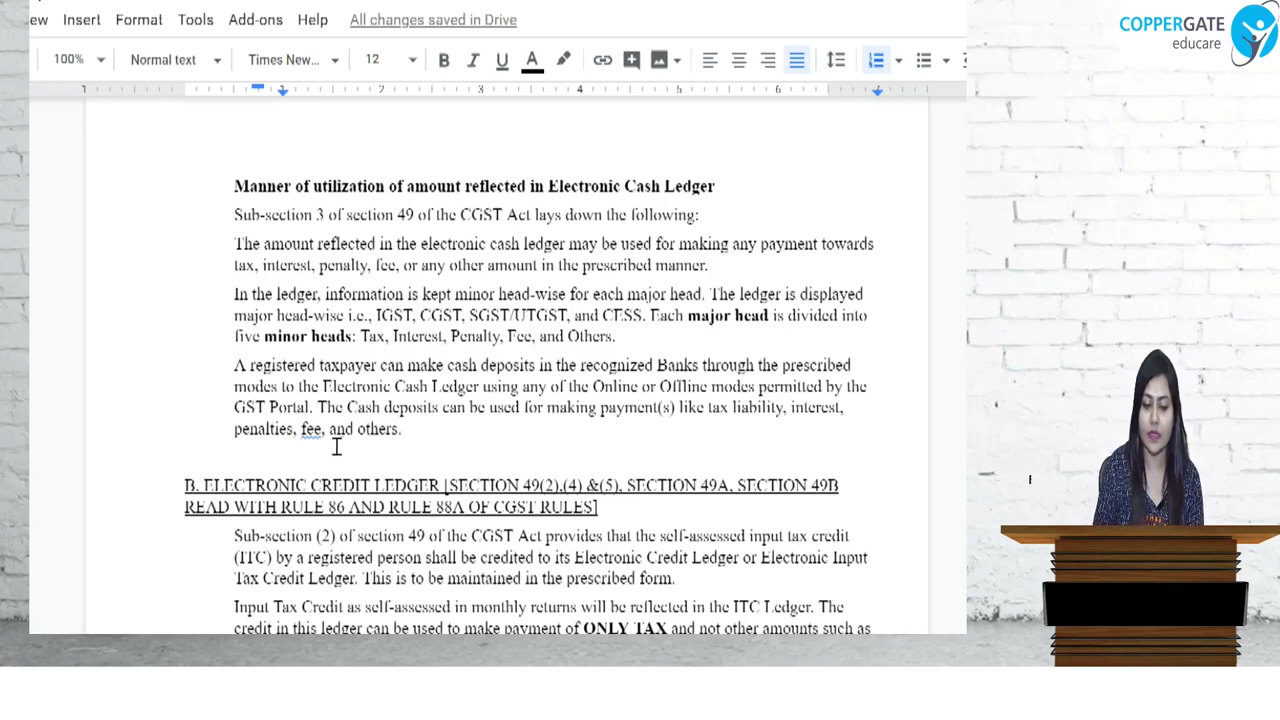 ew Insert Format Tools Add-ons Help All changes saved in Drive
COPPERGATE
educare
100% Normal text Times New... 12 B I U A
1 1 2 3 4 5 6 7
Manner of utilization of amount reflected in Electronic Cash Ledger
Sub-section 3 of section 49 of the CGST Act lays down the following:
The amount reflected in the electronic cash ledger may be used for making any payment towards
tax, interest, penalty, fee, or any other amount in the prescribed manner.
In the ledger, information is kept minor head-wise for each major head. The ledger is displayed
major head-wise i.e., IGST, CGST, SGST/UTGST, and CESS. Each major head is divided into
five minor heads: Tax, Interest, Penalty, Fee, and Others.
A registered taxpayer can make cash deposits in the recognized Banks through the prescribed
modes to the Electronic Cash Ledger using any of the Online or Offline modes permitted by the
GST Portal. The Cash deposits can be used for making payment(s) like tax liability, interest,
penalties, fee, and others.
B. ELECTRONIC CREDIT LEDGER [SECTION 49(2),(4) &(5), SECTION 49A, SECTION 49B
READ WITH RULE 86 AND RULE 88A OF CGST RULES]
Sub-section (2) of section 49 of the CGST Act provides that the self-assessed input tax credit
(ITC) by a registered person shall be credited to its Electronic Credit Ledger or Electronic Input
Tax Credit Ledger. This is to be maintained in the prescribed form.
Input Tax Credit as self-assessed in monthly returns will be reflected in the ITC Ledger. The
credit in this ledger can be used to make payment of ONLY TAX and not other amounts such as